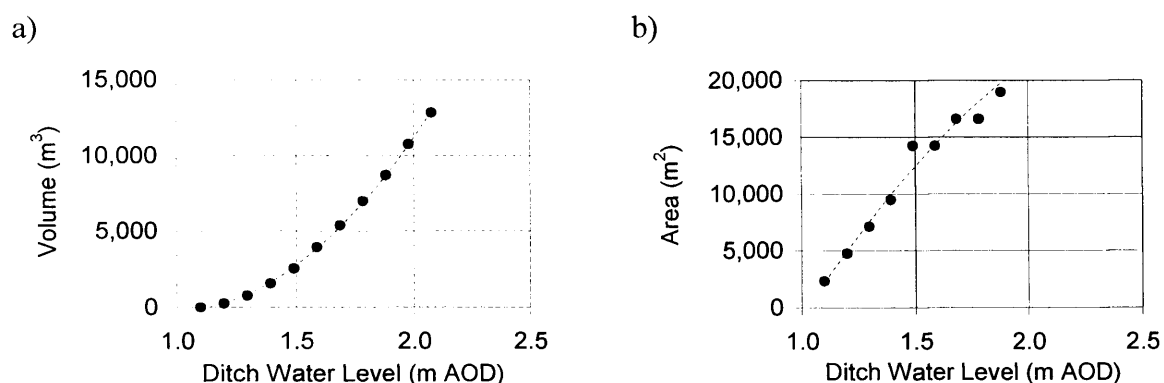 a)
Volume (m³)
15,000
10,000
5,000
0
1.0 1.5 2.0 2.5
Ditch Water Level (m AOD)
b)
Area (m²)
20,000
15,000
10,000
5,000
0
1.0 1.5 2.0 2.5
Ditch Water Level (m AOD)